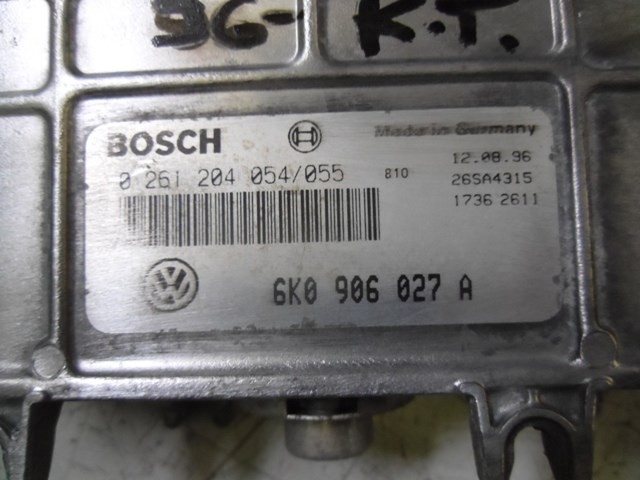 96- K.T.
BOSCH Made in Germany
0 261 204 054/055 810 12.08.96
26SA4315
1736 2611
VW
6K0 906 027 A